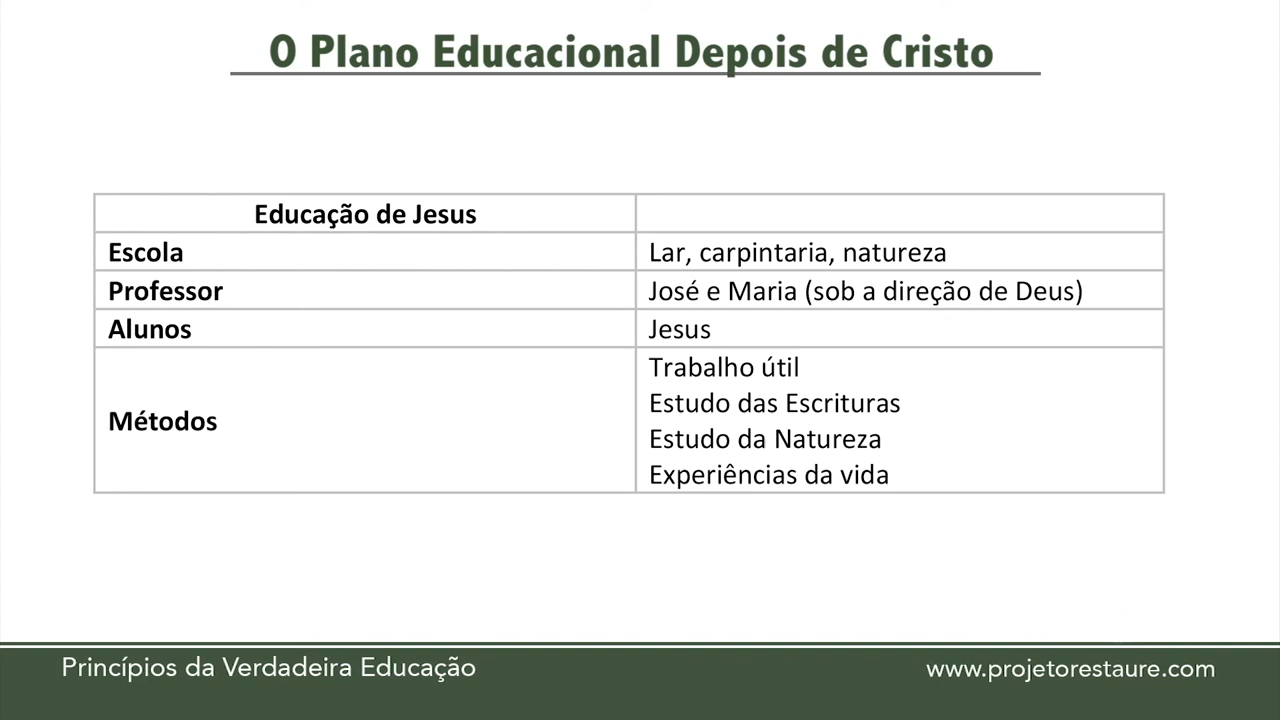 O Plano Educacional Depois de Cristo
Educação de Jesus
Escola
Lar, carpintaria, natureza
Professor
José e Maria (sob a direção de Deus)
Alunos
Jesus
Métodos
Trabalho útil
Estudo das Escrituras
Estudo da Natureza
Experiências da vida
Princípios da Verdadeira Educação
www.projetorestaure.com